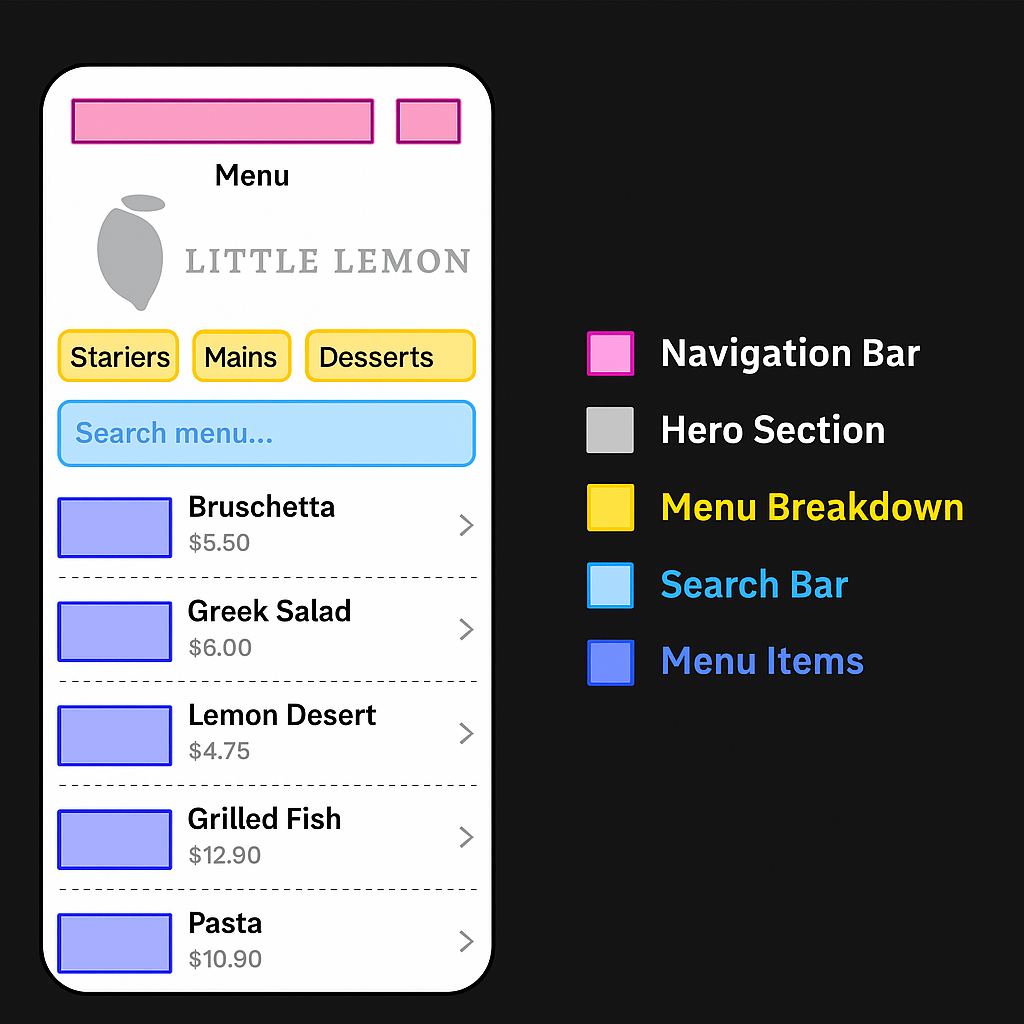 Menu
LITTLE LEMON
Stariers Mains Desserts
Search menu...
Bruschetta
$5.50
Greek Salad
$6.00
Lemon Desert
$4.75
Grilled Fish
$12.90
Pasta
$10.90
Navigation Bar
Hero Section
Menu Breakdown
Search Bar
Menu Items